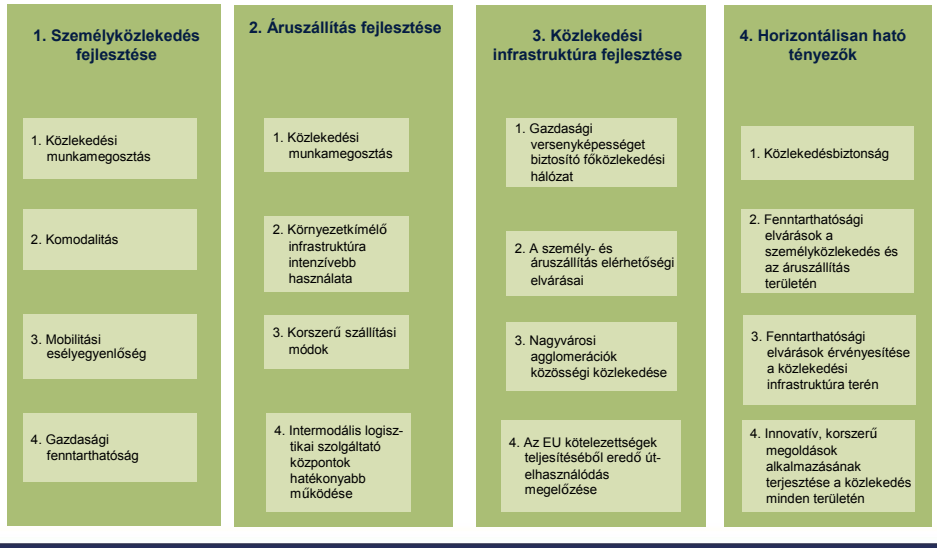 1. Személyközlekedés
fejlesztése
1. Közlekedési
munkamegosztás
2. Komodalitás
3. Mobilitási
esélyegyenlőség
4. Gazdasági
fenntarthatóság
2. Áruszállítás fejlesztése
1. Közlekedési
munkamegosztás
2. Környezetkímélő
infrastruktúra
intenzívebb
használata
3. Korszerű szállítási
módok
4. Intermodális logisz-
tikai szolgáltató
központok
hatékonyabb
működése
3. Közlekedési
infrastruktúra fejlesztése
1. Gazdasági
versenyképességet
biztosító főközlekedési
hálózat
2. A személy- és
áruszállítás elérhetőségi
elvárásai
3. Nagyvárosi
agglomerációk
közösségi közlekedése
4. Az EU kötelezettségek
teljesítéséből eredő út-
elhasználódás
megelőzése
4. Horizontálisan ható
tényezők
1. Közlekedésbiztonság
2. Fenntarthatósági
elvárások a
személyközlekedés és
az áruszállítás
területén
3. Fenntarthatósági
elvárások érvényesítése
a közlekedési
infrastruktúra terén
4. Innovatív, korszerű
megoldások
alkalmazásának
terjesztése a közlekedés
minden területén